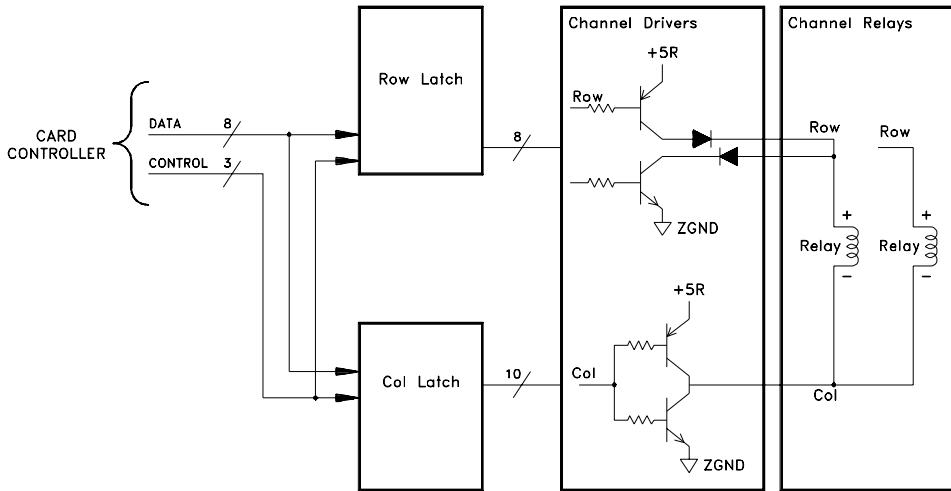 Channel Drivers
Channel Relays
+5R
Row Latch
Row
CARD
CONTROLLER
DATA
8
CONTROL
3
8
Row
Row
ZGND
+
+
Relay
Relay
−
−
+5R
Col Latch
10
Col
Col
ZGND